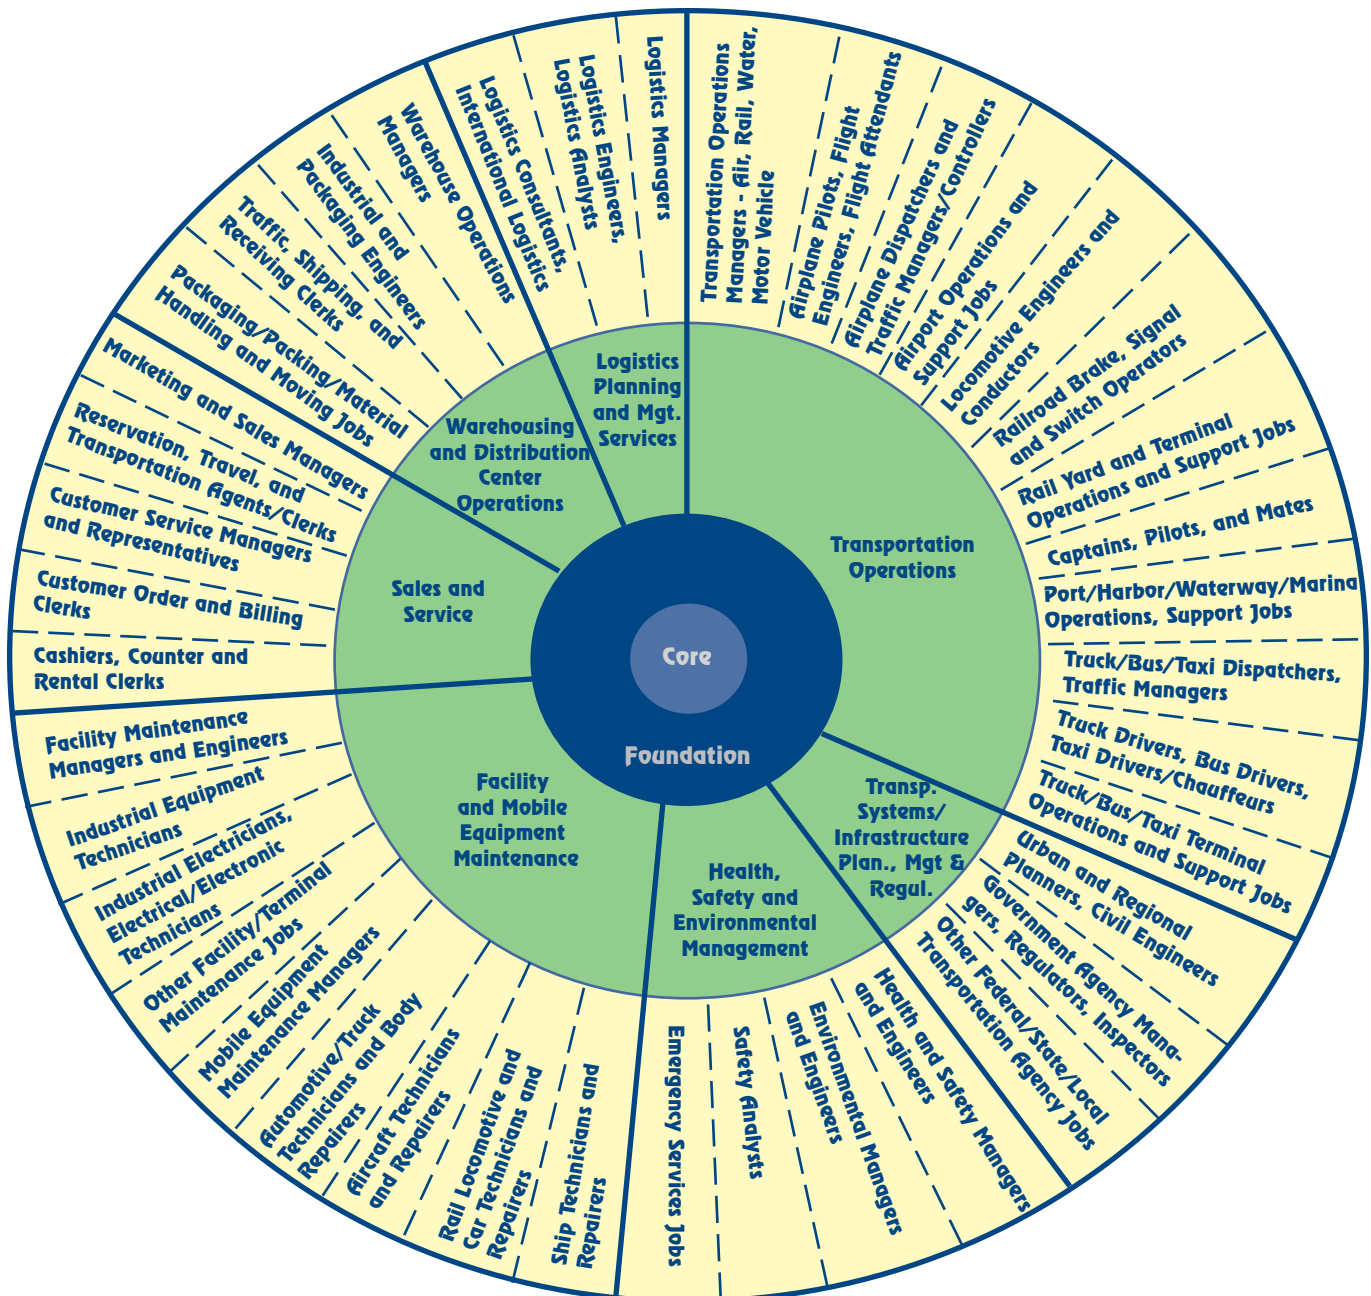 Core
Foundation
Transportation
Operations
Transp.
Systems/
Infrastructure
Plan., Mgt &
Regul.
Health,
Safety and
Environmental
Management
Facility
and Mobile
Equipment
Maintenance
Sales and
Service
Warehousing
and Distribution
Center
Operations
Logistics
Planning
and Mgt.
Services
Transportation Operations
Managers - Air, Rail, Water,
Motor Vehicle
Airplane Pilots, Flight
Engineers, Flight Attendants
Airplane Dispatchers and
Traffic Managers/Controllers
Airport Operations and
Support Jobs
Locomotive Engineers and
Conductors
Railroad Brake, Signal
and Switch Operators
Rail Yard and Terminal
Operations and Support Jobs
Captains, Pilots, and Mates
Port/Harbor/Waterway/Marina
Operations, Support Jobs
Truck/Bus/Taxi Dispatchers,
Traffic Managers
Truck Drivers, Bus Drivers,
Taxi Drivers/Chauffeurs
Truck/Bus/Taxi Terminal
Operations and Support Jobs
Urban and Regional
Planners, Civil Engineers
Government Agency Mana-
gers, Regulators, Inspectors
Other Federal/State/Local
Transportation Agency Jobs
Health and Safety Managers
and Engineers
Environmental Managers
and Engineers
Safety Analysts
Emergency Services Jobs
Ship Technicians and
Repairers
Rail Locomotive and
Car Technicians and
Repairers
Aircraft Technicians
and Repairers
Automotive/Truck
Technicians and Body
Repairers
Mobile Equipment
Maintenance Managers
Other Facility/Terminal
Maintenance Jobs
Industrial Electricians,
Electrical/Electronic
Technicians
Industrial Equipment
Technicians
Facility Maintenance
Managers and Engineers
Cashiers, Counter and
Rental Clerks
Customer Order and Billing
Clerks
Customer Service Managers
and Representatives
Reservation, Travel, and
Transportation Agents/Clerks
Marketing and Sales Managers
Packaging/Packing/Material
Handling and Moving Jobs
Traffic, Shipping, and
Receiving Clerks
Industrial and
Packaging Engineers
Warehouse Operations
Managers
Logistics Consultants,
International Logistics
Logistics Engineers,
Logistics Analysts
Logistics Managers